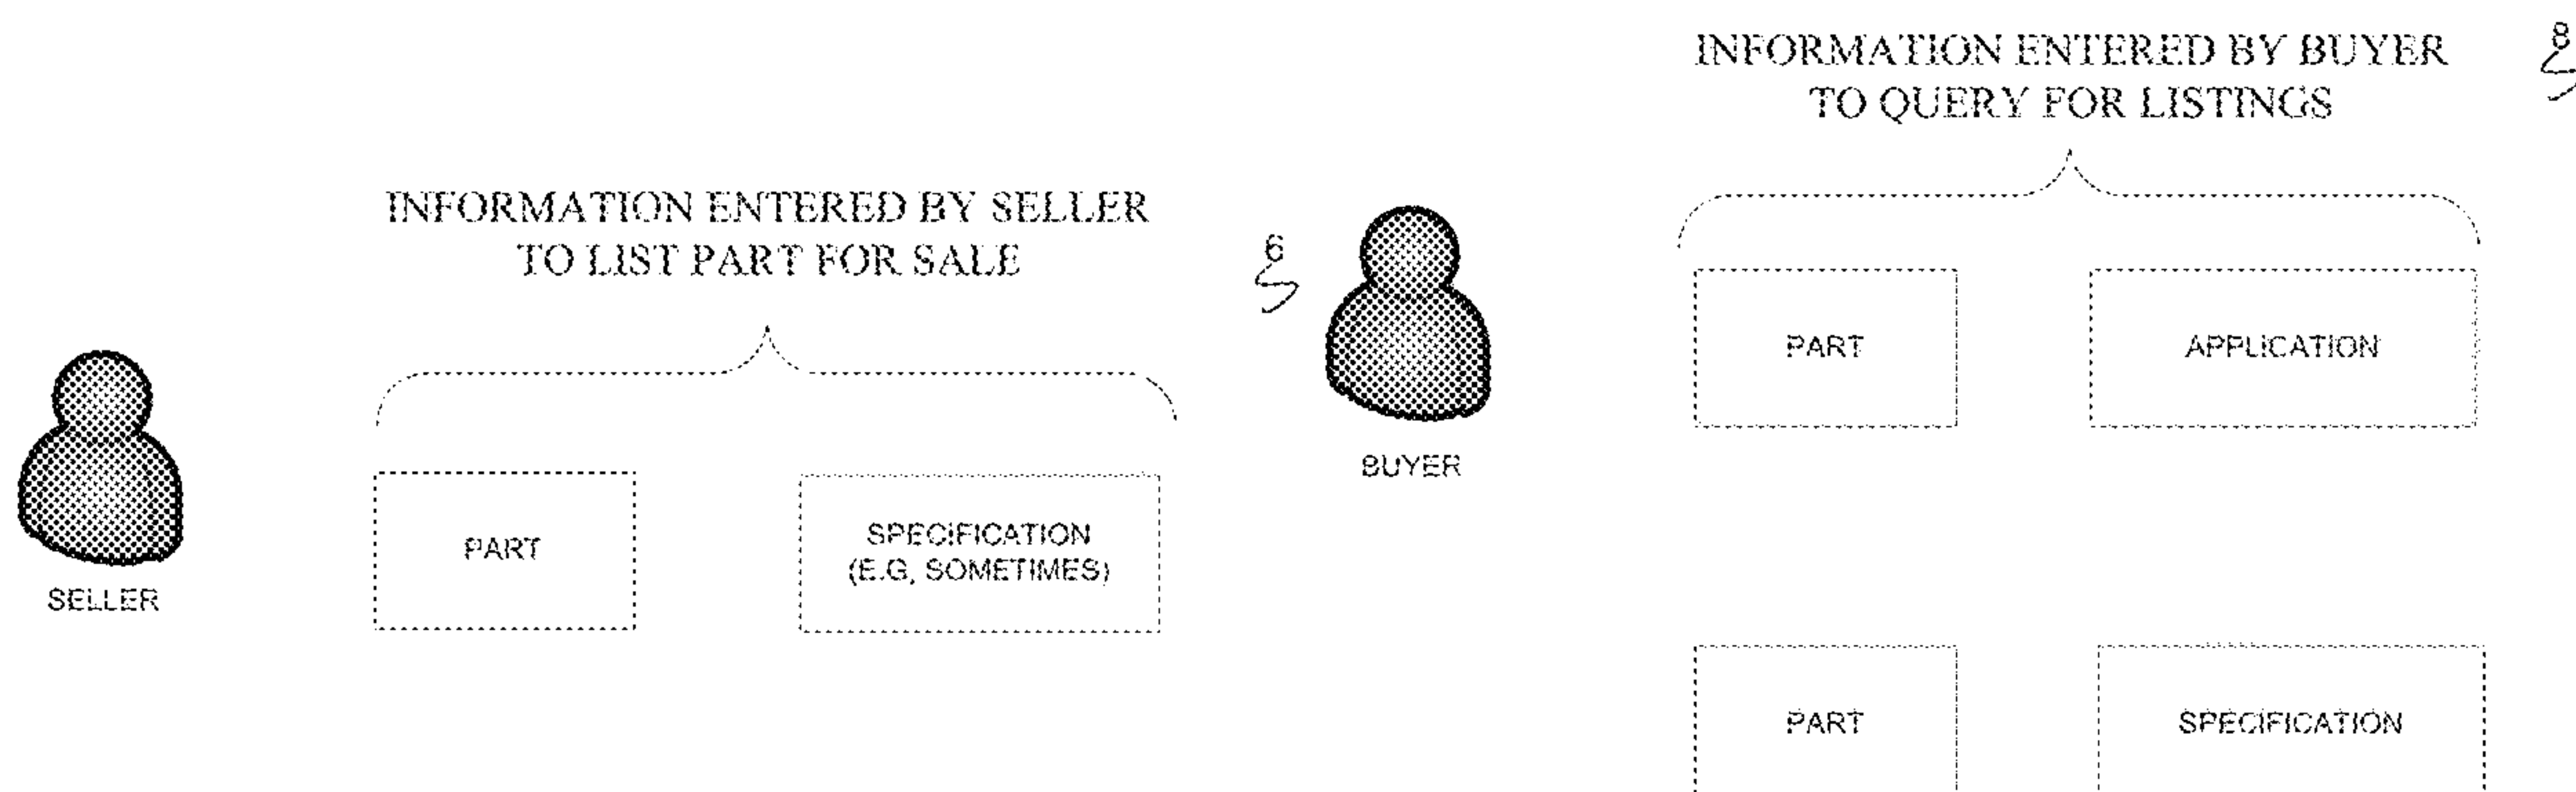 INFORMATION ENTERED BY SELLER
TO LIST PART FOR SALE
6
SELLER
PART
SPECIFICATION
(E.G, SOMETIMES)
INFORMATION ENTERED BY BUYER
TO QUERY FOR LISTINGS
8
BUYER
PART
APPLICATION
PART
SPECIFICATION